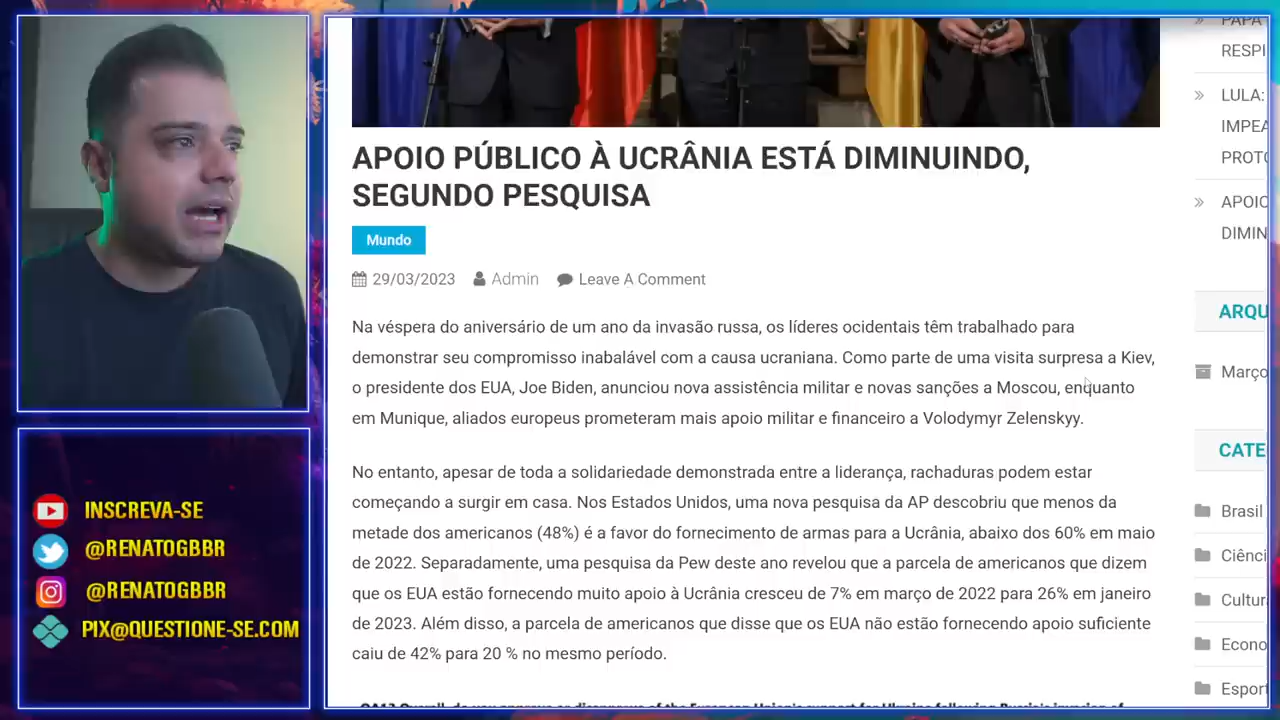 APOIO PÚBLICO À UCRÂNIA ESTÁ DIMINUINDO,
SEGUNDO PESQUISA
Mundo
29/03/2023 Admin Leave A Comment
Na véspera do aniversário de um ano da invasão russa, os líderes ocidentais têm trabalhado para
demonstrar seu compromisso inabalável com a causa ucraniana. Como parte de uma visita surpresa a Kiev,
o presidente dos EUA, Joe Biden, anunciou nova assistência militar e novas sanções a Moscou, enquanto
em Munique, aliados europeus prometeram mais apoio militar e financeiro a Volodymyr Zelenskyy.
No entanto, apesar de toda a solidariedade demonstrada entre a liderança, rachaduras podem estar
começando a surgir em casa. Nos Estados Unidos, uma nova pesquisa da AP descobriu que menos da
metade dos americanos (48%) é a favor do fornecimento de armas para a Ucrânia, abaixo dos 60% em maio
de 2022. Separadamente, uma pesquisa da Pew deste ano revelou que a parcela de americanos que dizem
que os EUA estão fornecendo muito apoio à Ucrânia cresceu de 7% em março de 2022 para 26% em janeiro
de 2023. Além disso, a parcela de americanos que disse que os EUA não estão fornecendo apoio suficiente
caiu de 42% para 20 % no mesmo período.
PAPA
RESPI
LULA:
IMPEA
PROTO
APOIO
DIMIN
ARQU
Março
CATE
Brasil
Ciênci
Cultur
Econo
Esport
INSCREVA-SE
@RENATOGBBR
@RENATOGBBR
PIX@QUESTIONE-SE.COM